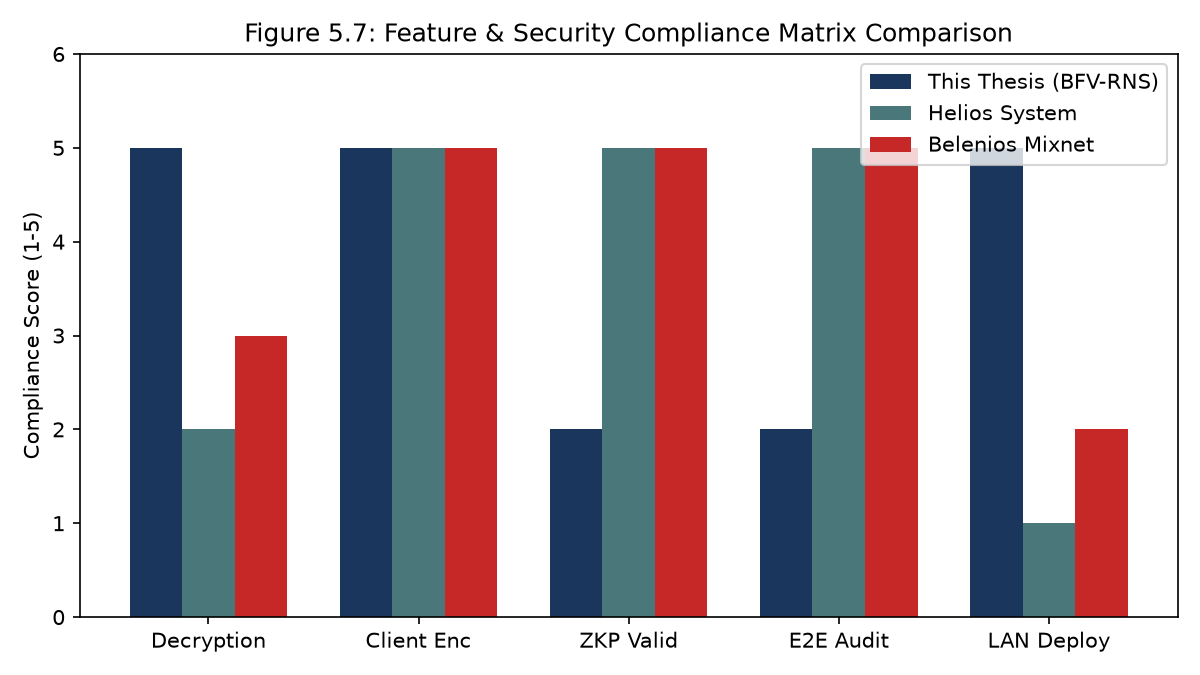 Figure 5.7: Feature & Security Compliance Matrix Comparison
6
5
4
3
2
1
0
Compliance Score (1-5)
This Thesis (BFV-RNS)
Helios System
Belenios Mixnet
Decryption
Client Enc
ZKP Valid
E2E Audit
LAN Deploy